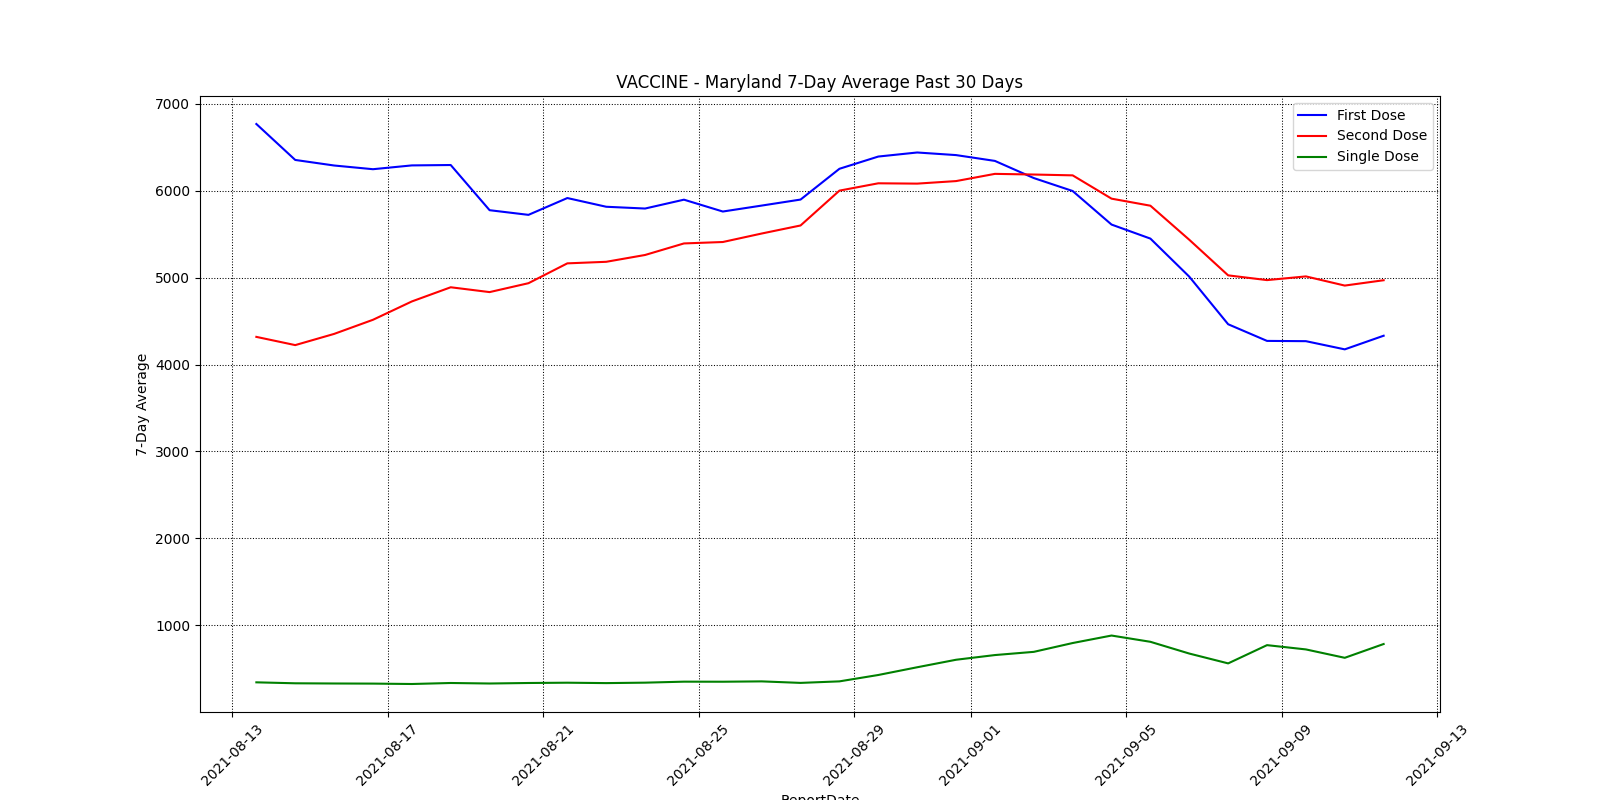 VACCINE - Maryland 7-Day Average Past 30 Days
First Dose
Second Dose
Single Dose
7-Day Average
7000
6000
5000
4000
3000
2000
1000
2021-08-13
2021-08-17
2021-08-21
2021-08-25
2021-08-29
2021-09-01
2021-09-05
2021-09-09
2021-09-13
ReportDate